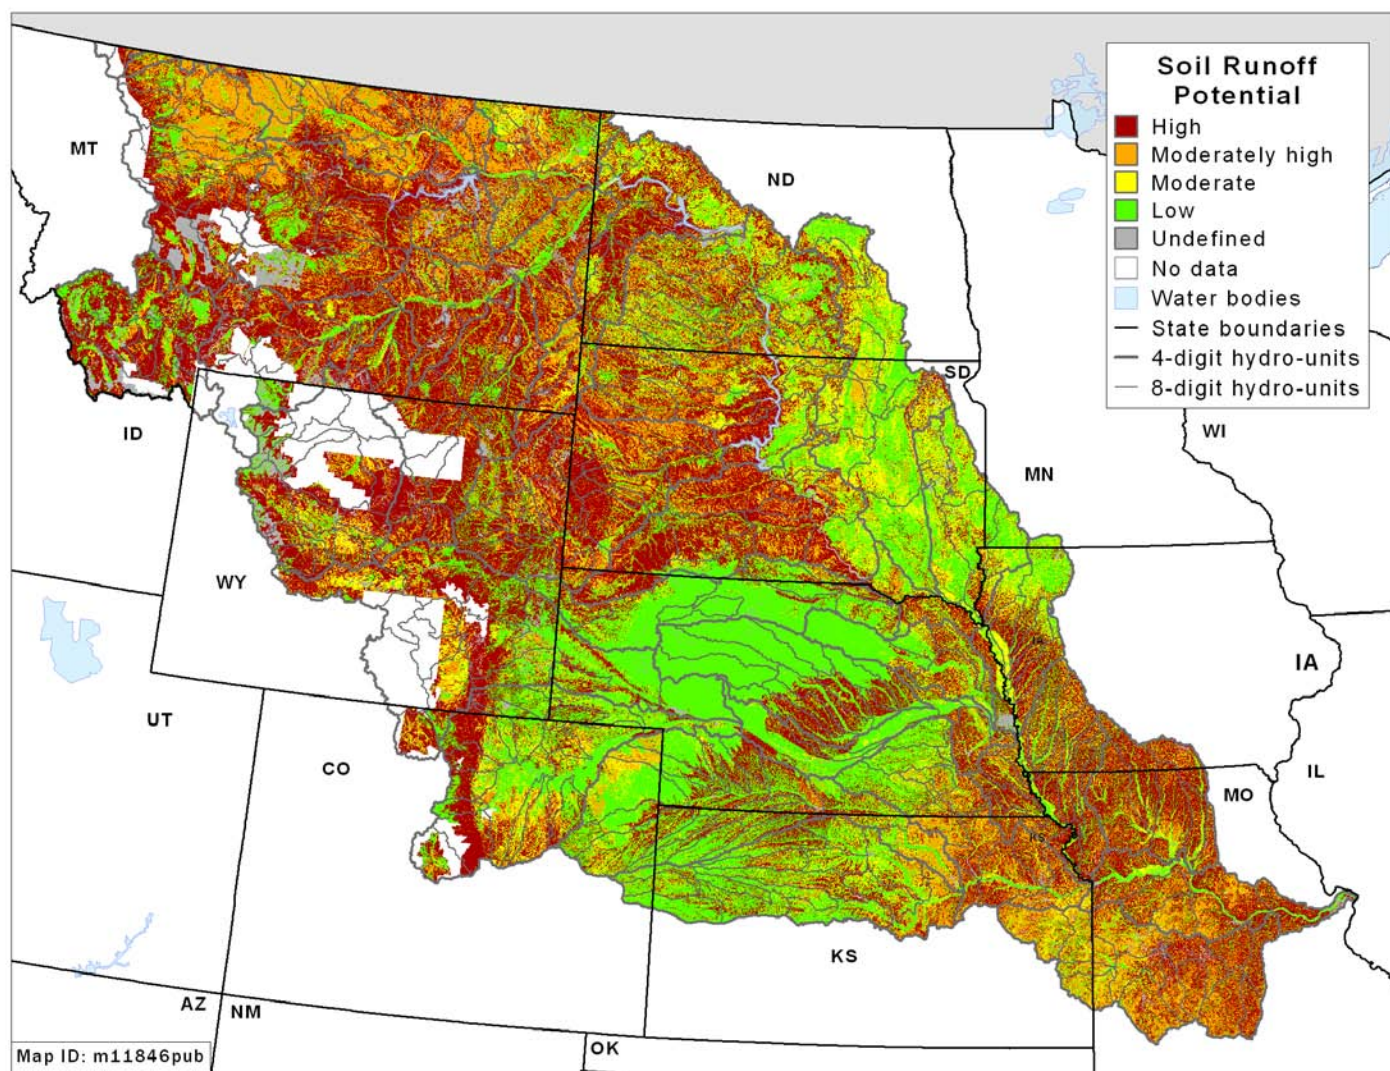 Soil Runoff
Potential
High
Moderately high
Moderate
Low
Undefined
No data
Water bodies
State boundaries
4-digit hydro-units
8-digit hydro-units
MT
ND
SD
ID
MN
WI
WY
IA
UT
CO
MO
IL
KS
AZ
NM
OK
Map ID: m11846pub